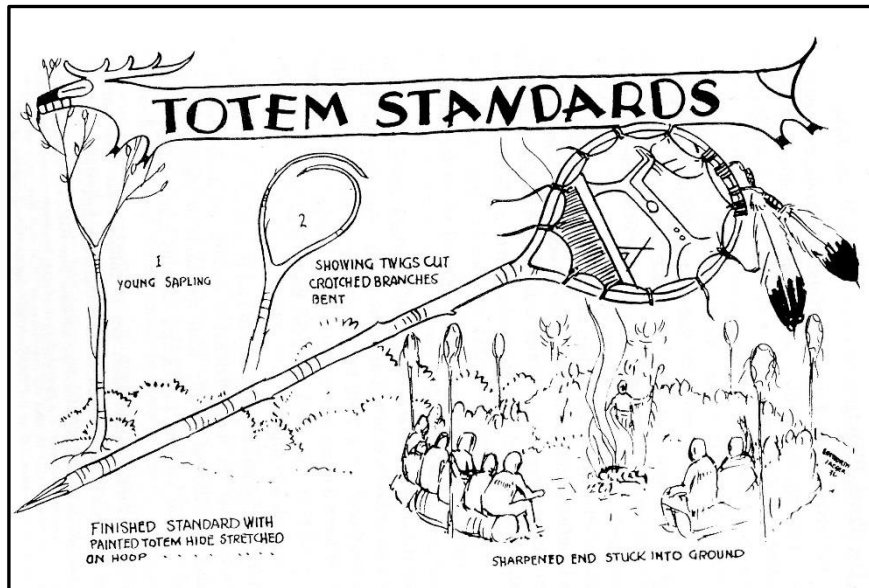 TOTEM STANDARDS
1
YOUNG SAPLING
2
SHOWING TWIGS CUT
CROTCHED BRANCHES
BENT
FINISHED STANDARD WITH
PAINTED TOTEM HIDE STRETCHED
ON HOOP - - - - - - - - - -
SHARPENED END STUCK INTO GROUND